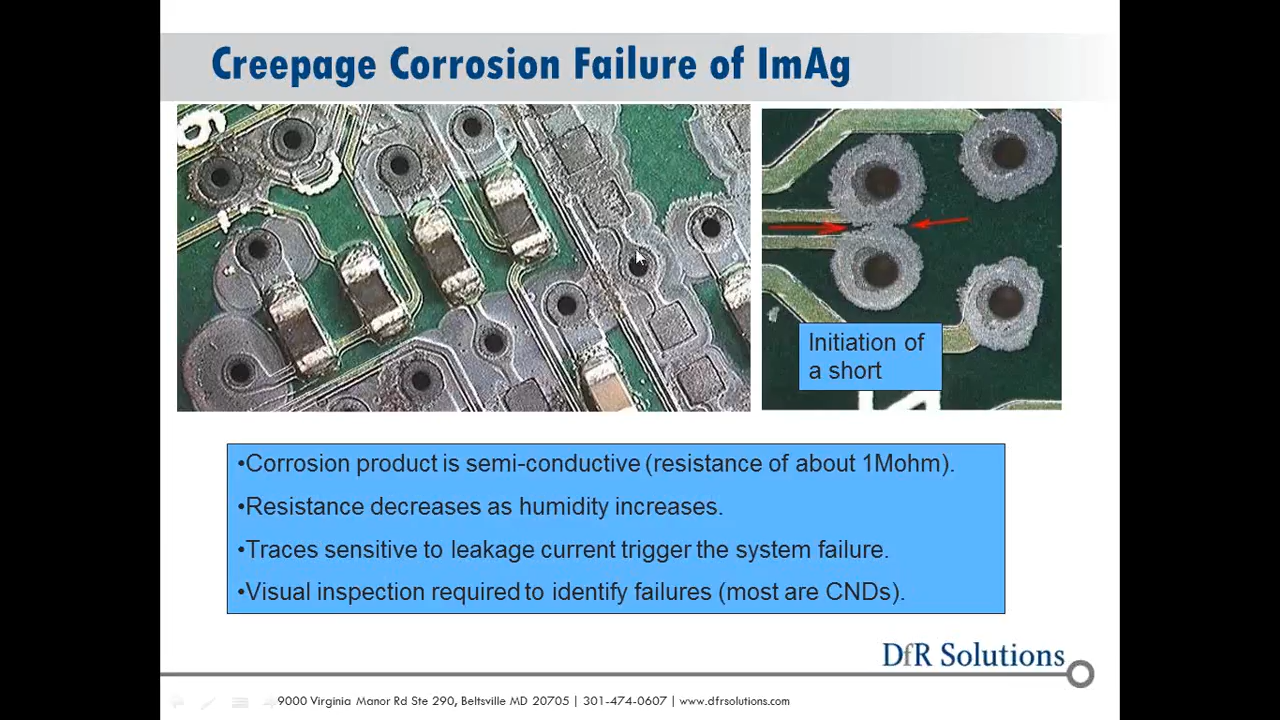 Creepage Corrosion Failure of ImAg
Initiation of
a short
•Corrosion product is semi-conductive (resistance of about 1Mohm).
•Resistance decreases as humidity increases.
•Traces sensitive to leakage current trigger the system failure.
•Visual inspection required to identify failures (most are CNDs).
DfR Solutions
9000 Virginia Manor Rd Ste 290, Beltsville MD 20705 | 301-474-0607 | www.dfrsolutions.com